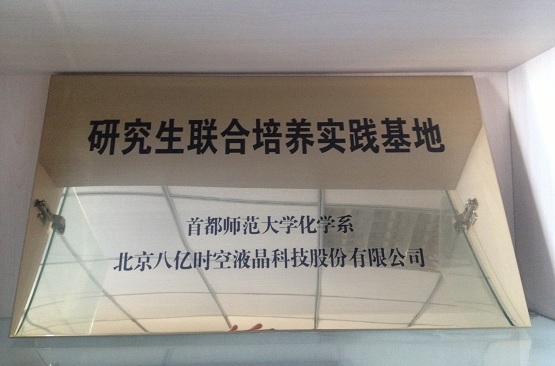 研究生联合培养实践基地
首都师范大学化学系
北京八亿时空液晶科技股份有限公司